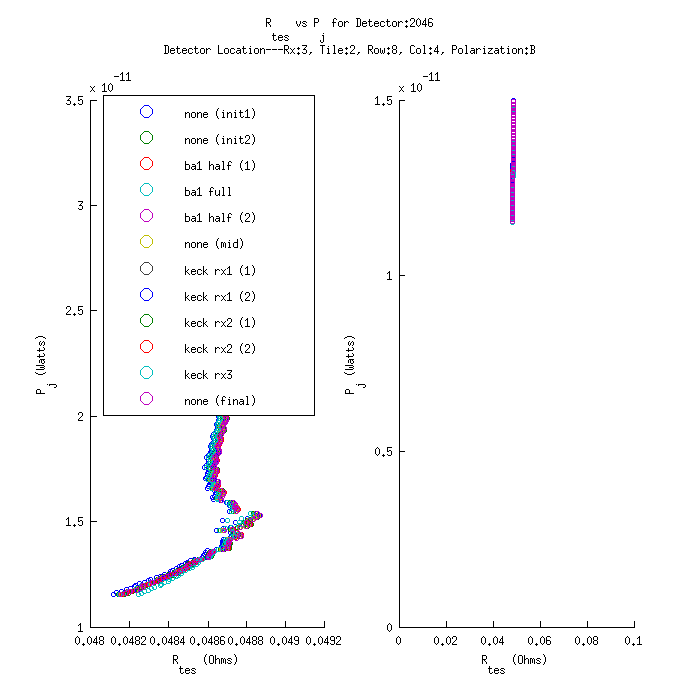 R    vs P  for Detector:2046
tes    j
Detector Location---Rx:3, Tile:2, Row:8, Col:4, Polarization:B
x 10^-11
3.5
3
2.5
2
1.5
1
P_j (Watts)
none (init1)
none (init2)
ba1 half (1)
ba1 full
ba1 half (2)
none (mid)
keck rx1 (1)
keck rx1 (2)
keck rx2 (1)
keck rx2 (2)
keck rx3
none (final)
0.048 0.0482 0.0484 0.0486 0.0488 0.049 0.0492
R_tes (Ohms)
x 10^-11
1.5
1
0.5
0
P_j (Watts)
0 0.02 0.04 0.06 0.08 0.1
R_tes (Ohms)